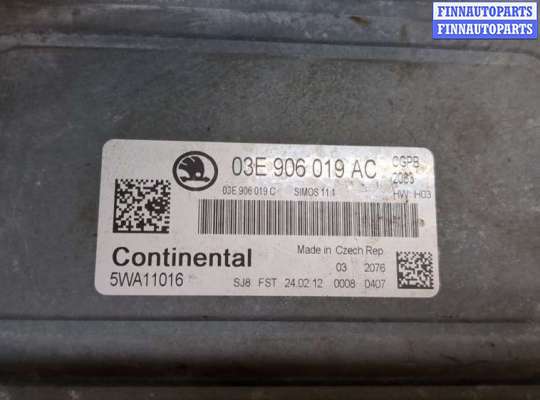 FINNAUTOPARTS
FINNAUTOPARTS
03E 906 019 AC CGPB
2083
03E 906 019 C SIMOS 11.1 HW: H03
Continental Made in Czech Rep
03 2076
5WA11016 SJ8 FST 24.02.12 0008 0407